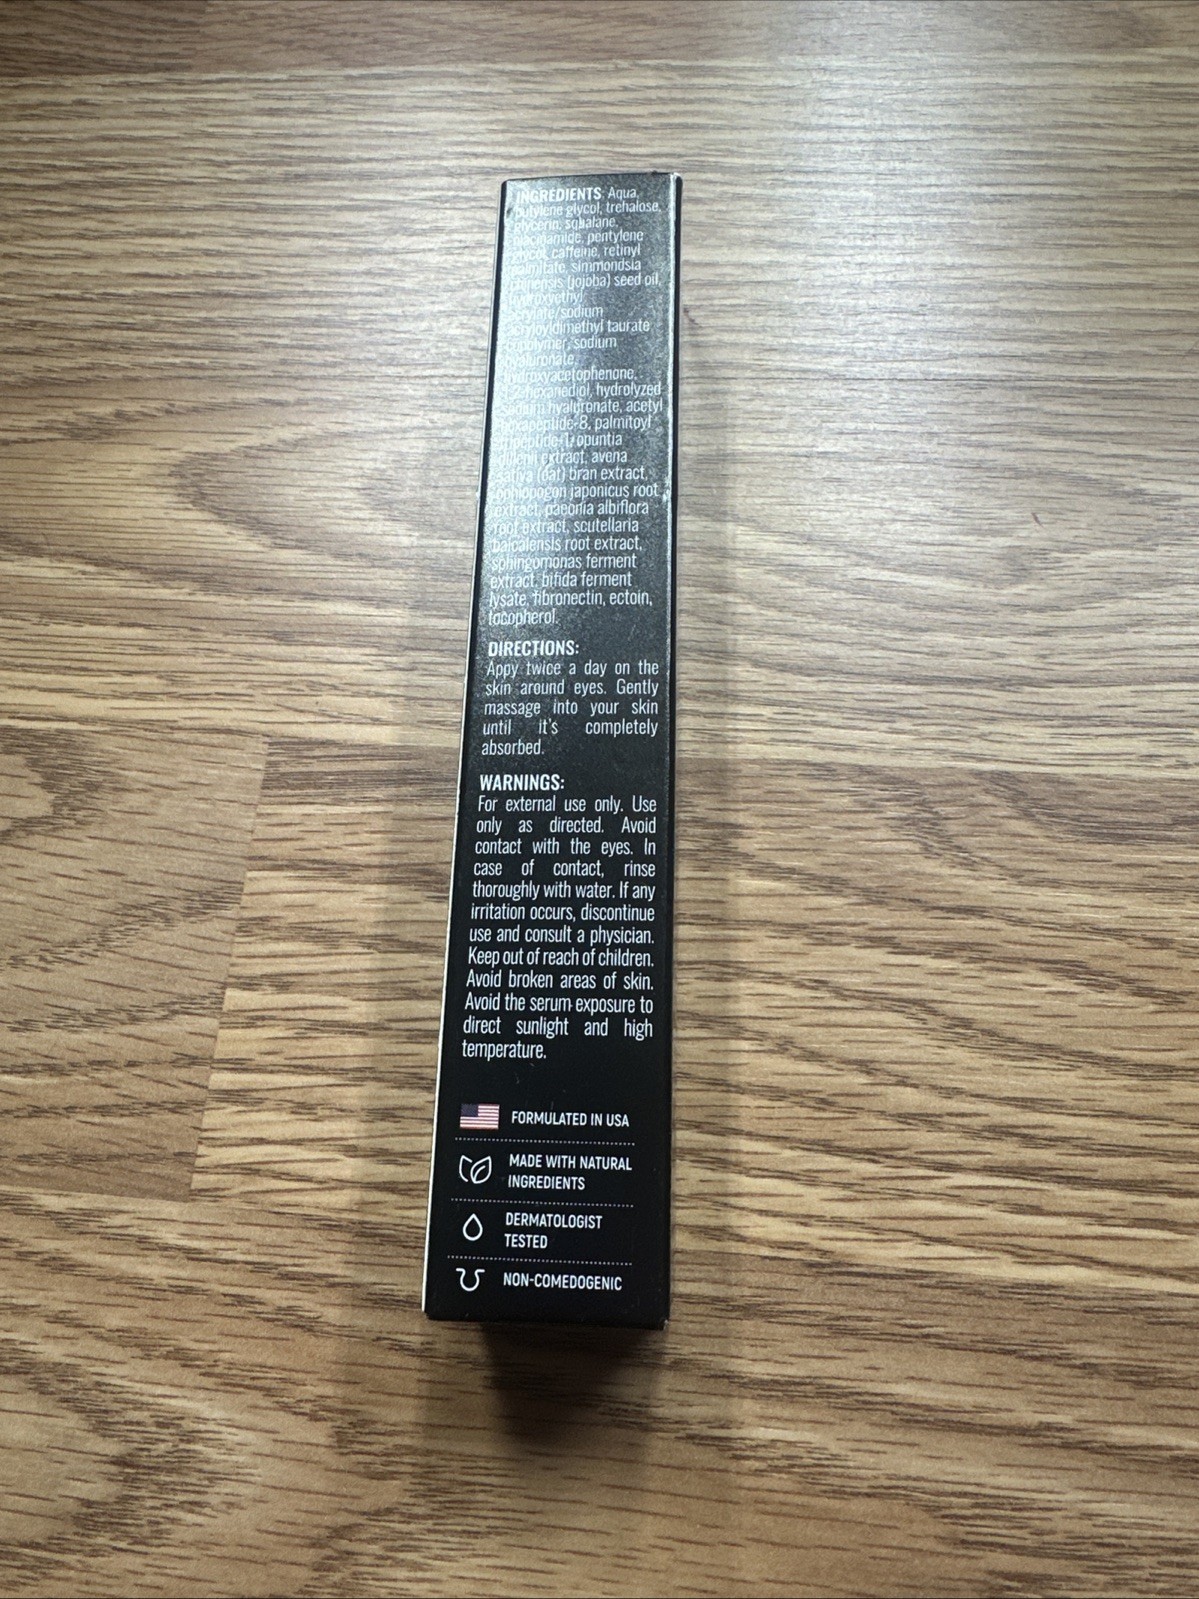 INGREDIENTS: Aqua,
butylene glycol, trehalose,
glycerin, squalane,
niacinamide, pentylene
glycol, caffeine, retinyl
palmitate, simmondsia
chinensis (jojoba) seed oil,
hydroxyethyl
acrylate/sodium
acryloyldimethyl taurate
copolymer, sodium
hyaluronate,
hydroxyacetophenone,
1,2-hexanediol, hydrolyzed
sodium hyaluronate, acetyl
hexapeptide-8, palmitoyl
tripeptide-1, opuntia
dillenii extract, avena
sativa (oat) bran extract,
ophiopogon japonicus root
extract, paeonia albiflora
root extract, scutellaria
baicalensis root extract,
sphingomonas ferment
extract, bifida ferment
lysate, fibronectin, ectoin,
tocopherol.
DIRECTIONS:
Appy twice a day on the
skin around eyes. Gently
massage into your skin
until it's completely
absorbed.
WARNINGS:
For external use only. Use
only as directed. Avoid
contact with the eyes. In
case of contact, rinse
thoroughly with water. If any
irritation occurs, discontinue
use and consult a physician.
Keep out of reach of children.
Avoid broken areas of skin.
Avoid the serum exposure to
direct sunlight and high
temperature.
FORMULATED IN USA
MADE WITH NATURAL
INGREDIENTS
DERMATOLOGIST
TESTED
NON-COMEDOGENIC